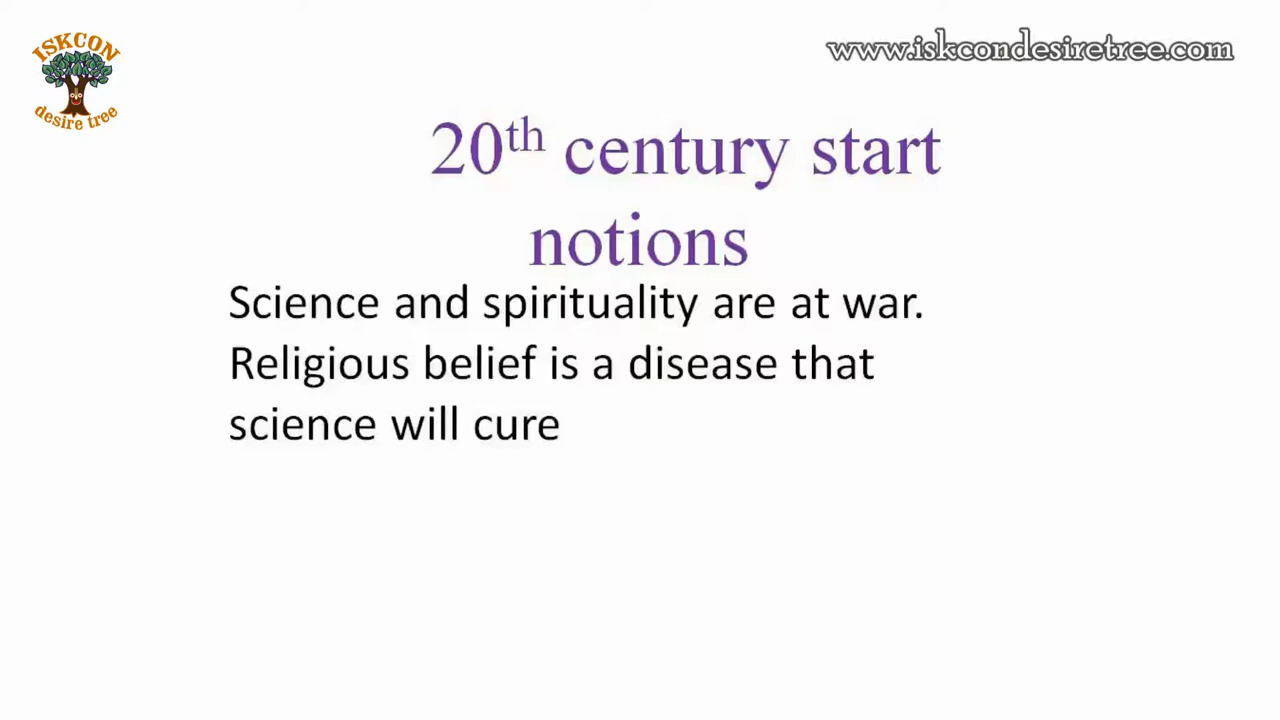 ISKCON
desire tree
www.iskcondesiretree.com
20th century start
notions
Science and spirituality are at war.
Religious belief is a disease that
science will cure